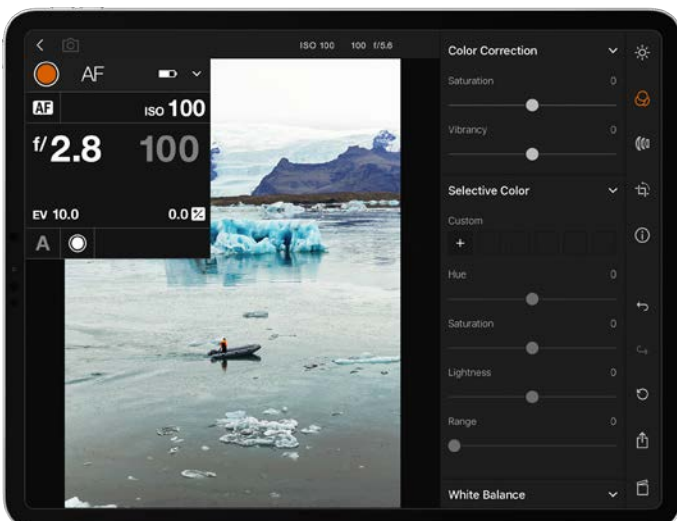 ISO 100 100 f/5.6
AF
AF
ISO 100
f/2.8 100
EV 10.0 0.0
A
Color Correction
Saturation 0
Vibrancy 0
Selective Color
Custom
+
Hue 0
Saturation 0
Lightness 0
Range 0
White Balance